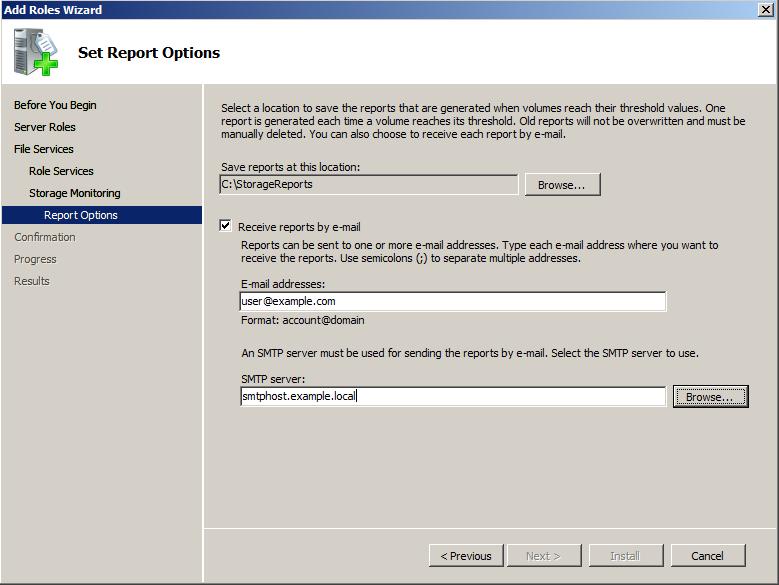 Add Roles Wizard
Set Report Options
Before You Begin
Server Roles
File Services
Role Services
Storage Monitoring
Report Options
Confirmation
Progress
Results
Select a location to save the reports that are generated when volumes reach their threshold values. One
report is generated each time a volume reaches its threshold. Old reports will not be overwritten and must be
manually deleted. You can also choose to receive each report by e-mail.
Save reports at this location:
C:\StorageReports
Browse...
Receive reports by e-mail
Reports can be sent to one or more e-mail addresses. Type each e-mail address where you want to
receive the reports. Use semicolons (;) to separate multiple addresses.
E-mail addresses:
user@example.com
Format: account@domain
An SMTP server must be used for sending the reports by e-mail. Select the SMTP server to use.
SMTP server:
smtphost.example.local
Browse...
< Previous
Next >
Install
Cancel